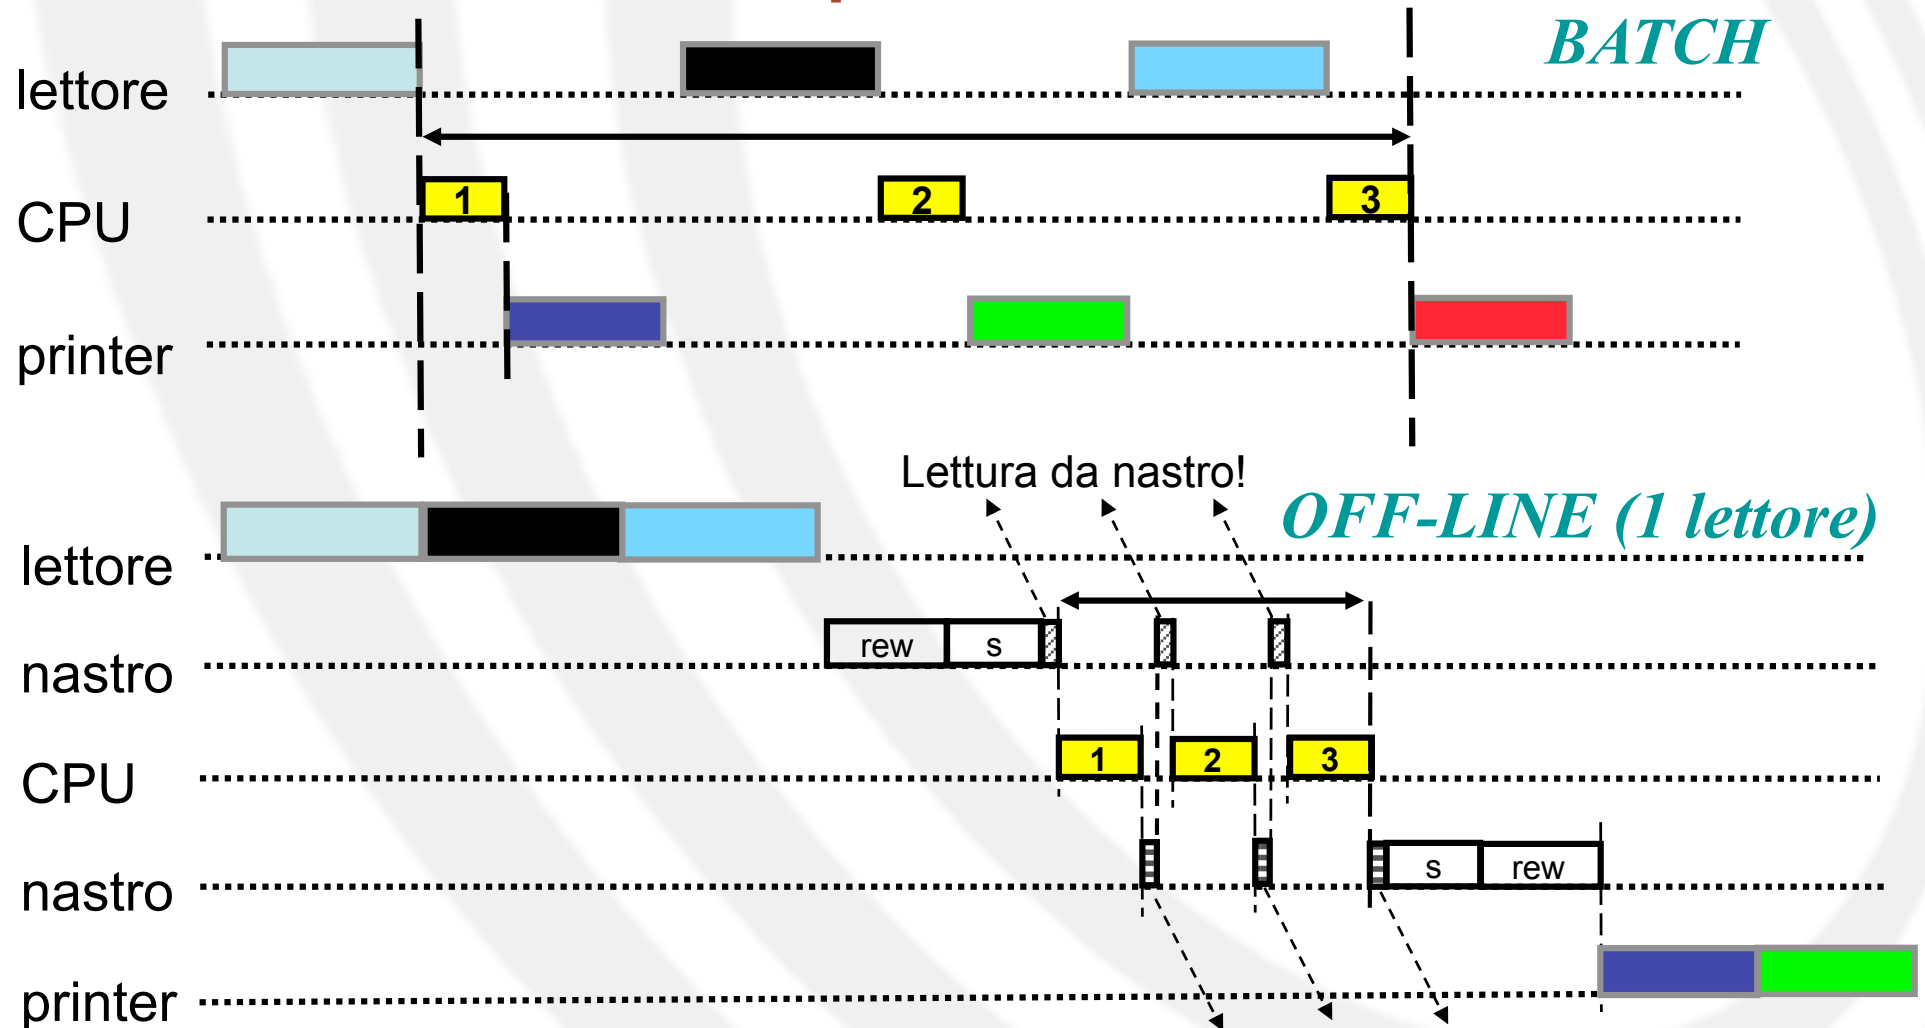 BATCH
lettore
CPU
1 2 3
printer
Lettura da nastro!
OFF-LINE (1 lettore)
lettore
rew s
nastro
1 2 3
CPU
s rew
nastro
printer